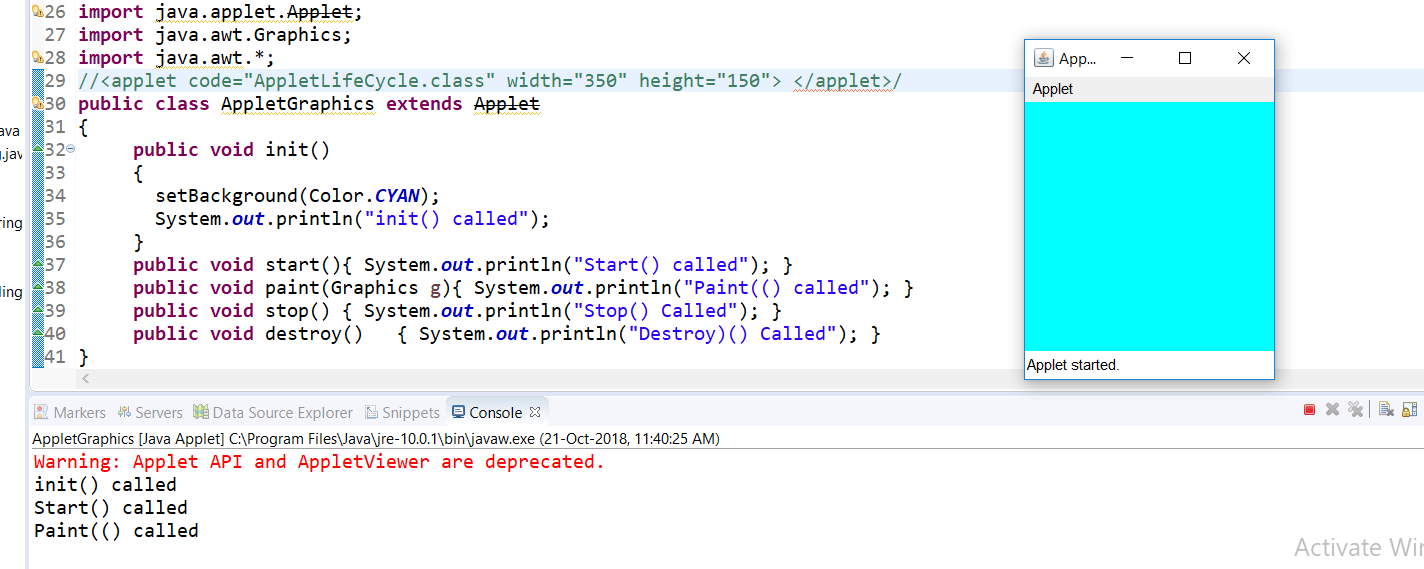 26 import java.applet.Applet;
27 import java.awt.Graphics;
28 import java.awt.*;
29 //<applet code="AppletLifeCycle.class" width="350" height="150"> </applet>/
30 public class AppletGraphics extends Applet
31 {
32 public void init()
33 {
34 setBackground(Color.CYAN);
35 System.out.println("init() called");
36 }
37 public void start(){ System.out.println("Start() called"); }
38 public void paint(Graphics g){ System.out.println("Paint(() called"); }
39 public void stop() { System.out.println("Stop() Called"); }
40 public void destroy() { System.out.println("Destroy)() Called"); }
41 }
ava
.jav
ring
ling
App...
Applet
Applet started.
Markers Servers Data Source Explorer Snippets Console
AppletGraphics [Java Applet] C:\Program Files\Java\jre-10.0.1\bin\javaw.exe (21-Oct-2018, 11:40:25 AM)
Warning: Applet API and AppletViewer are deprecated.
init() called
Start() called
Paint(() called
Activate Win